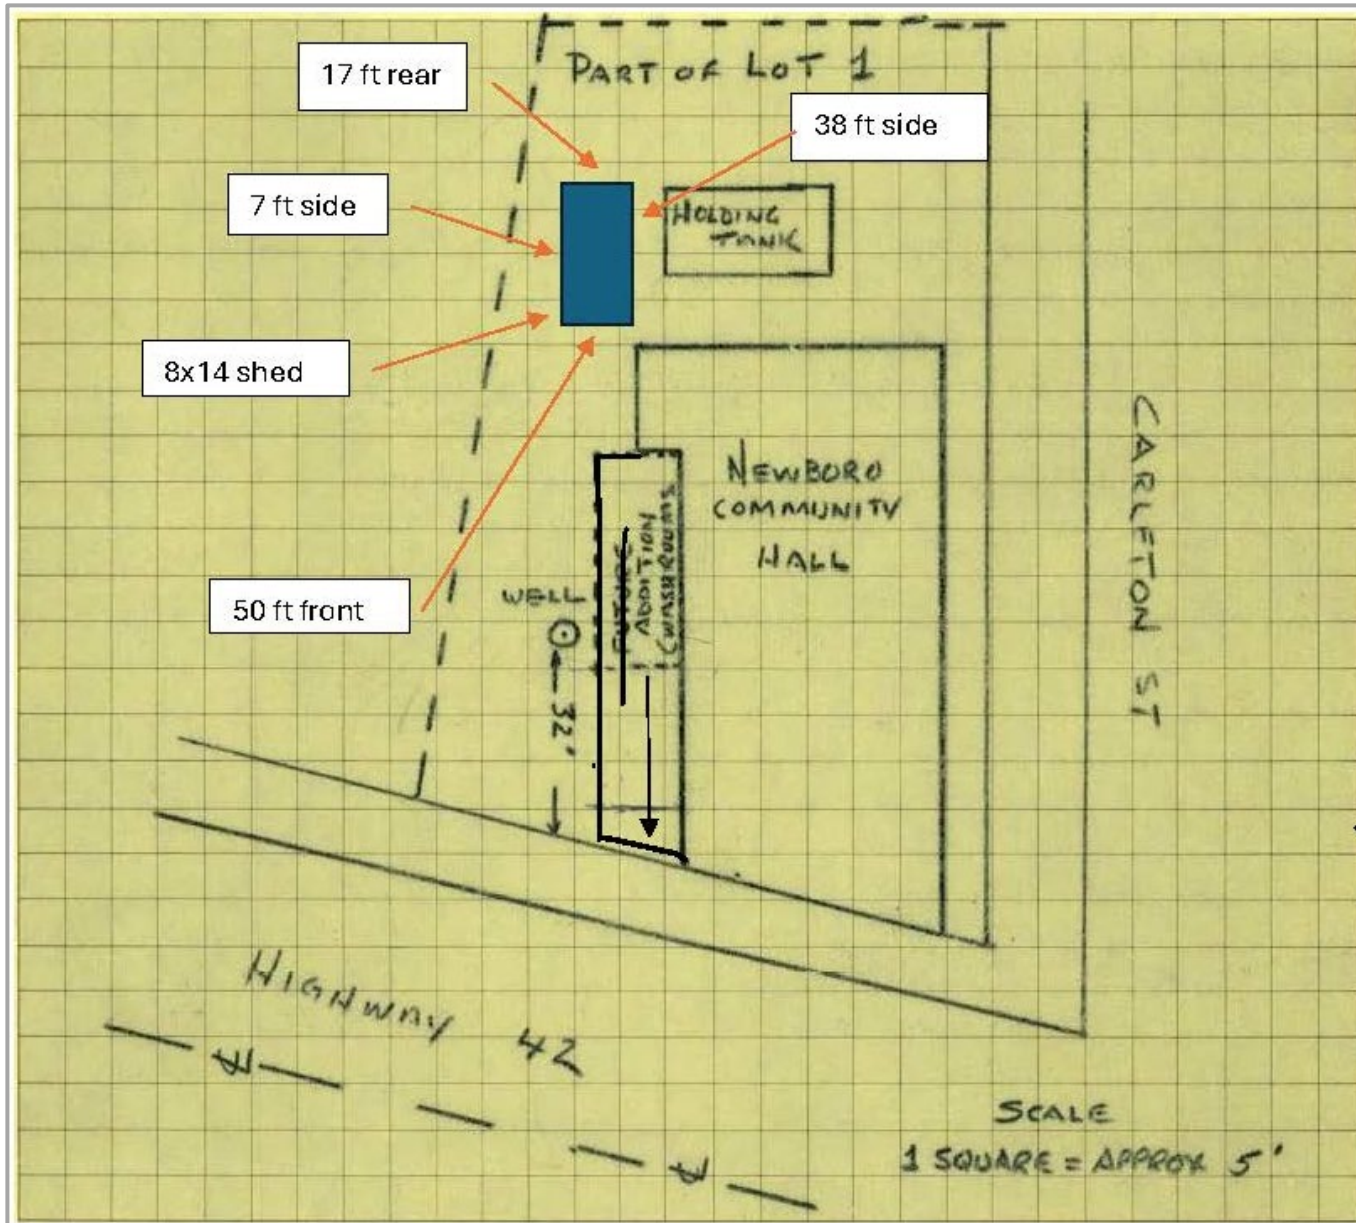 PART OF LOT 1
17 ft rear
38 ft side
7 ft side
HOLDING
TANK
8x14 shed
NEWBORO
COMMUNITY
HALL
CARLETON ST
FUTURE
ADDITION
(WASHROOMS
WELL
50 ft front
32'
HIGHWAY 42
SCALE
1 SQUARE = APPROX 5'